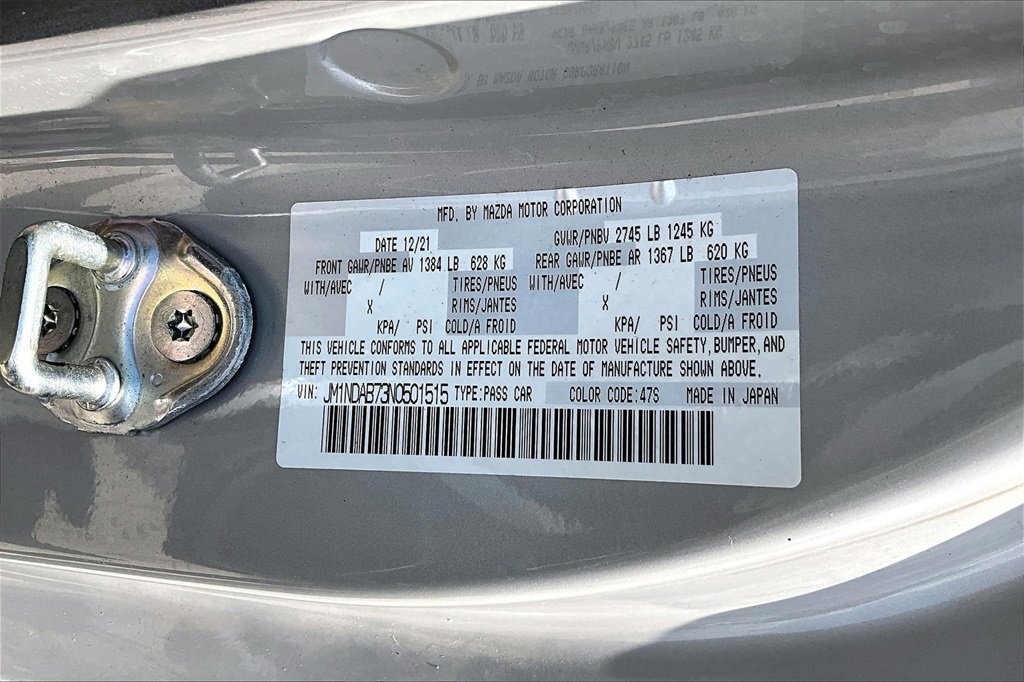 MFD. BY MAZDA MOTOR CORPORATION
DATE 12/21 GVWR/PNBV 2745 LB 1245 KG
FRONT GAWR/PNBE AV 1384 LB 628 KG REAR GAWR/PNBE AR 1367 LB 620 KG
WITH/AVEC / TIRES/PNEUS WITH/AVEC / TIRES/PNEUS
X RIMS/JANTES X RIMS/JANTES
KPA/ PSI COLD/A FROID KPA/ PSI COLD/A FROID
THIS VEHICLE CONFORMS TO ALL APPLICABLE FEDERAL MOTOR VEHICLE SAFETY, BUMPER, AND
THEFT PREVENTION STANDARDS IN EFFECT ON THE DATE OF MANUFACTURE SHOWN ABOVE.
VIN: JM1NDAB73N0501515 TYPE:PASS CAR COLOR CODE:47S MADE IN JAPAN